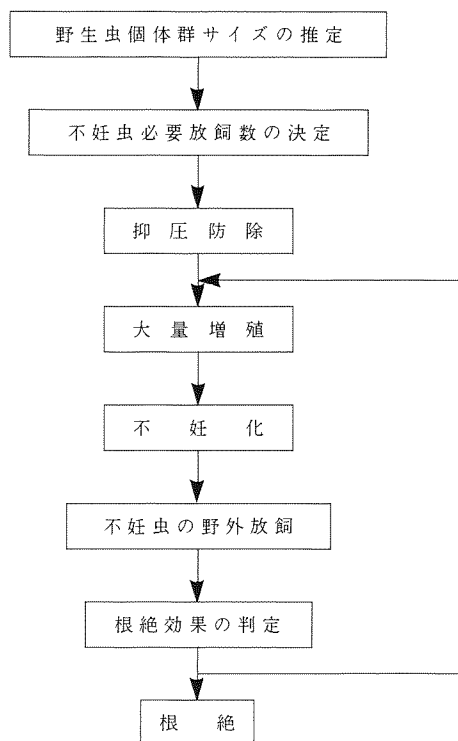 野生虫個体群サイズの推定
不妊虫必要放飼数の決定
抑圧防除
大量増殖
不妊化
不妊虫の野外放飼
根絶効果の判定
根絶